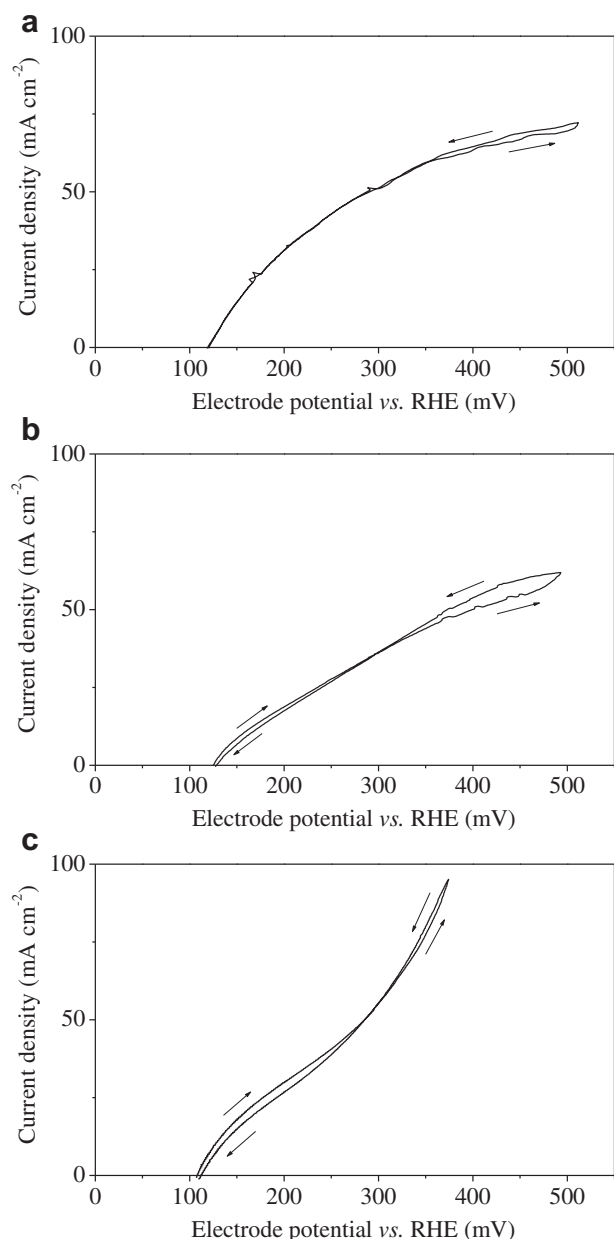 a
100
50
0
Current density (mA cm⁻²)
0 100 200 300 400 500
Electrode potential vs. RHE (mV)
b
100
50
0
Current density (mA cm⁻²)
0 100 200 300 400 500
Electrode potential vs. RHE (mV)
c
100
50
0
Current density (mA cm⁻²)
0 100 200 300 400 500
Electrode potential vs. RHE (mV)